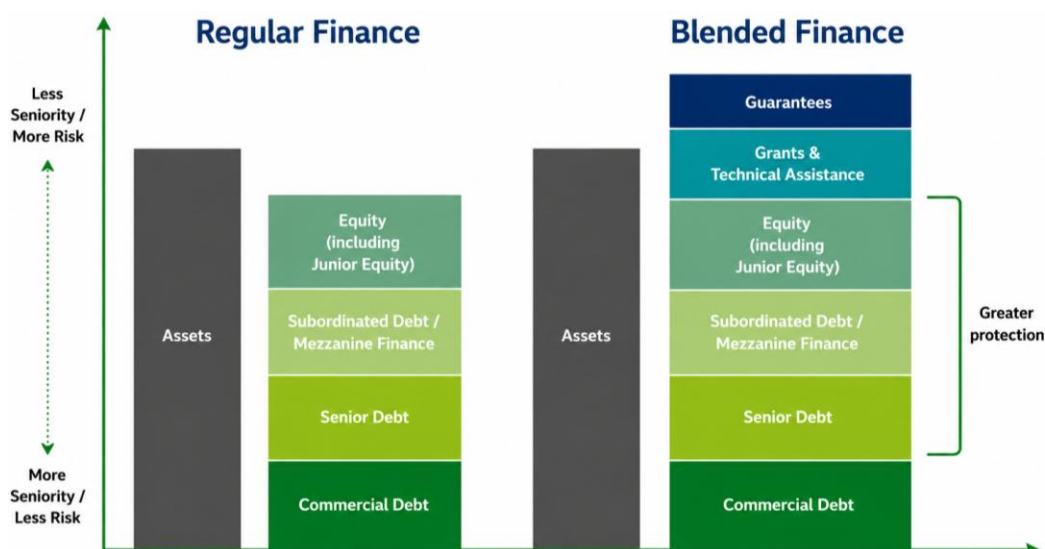 Regular Finance
Blended Finance
Less
Seniority /
More Risk
More
Seniority /
Less Risk
Assets
Equity
(including
Junior Equity)
Subordinated Debt /
Mezzanine Finance
Senior Debt
Commercial Debt
Assets
Guarantees
Grants &
Technical Assistance
Equity
(including
Junior Equity)
Subordinated Debt /
Mezzanine Finance
Senior Debt
Commercial Debt
Greater
protection